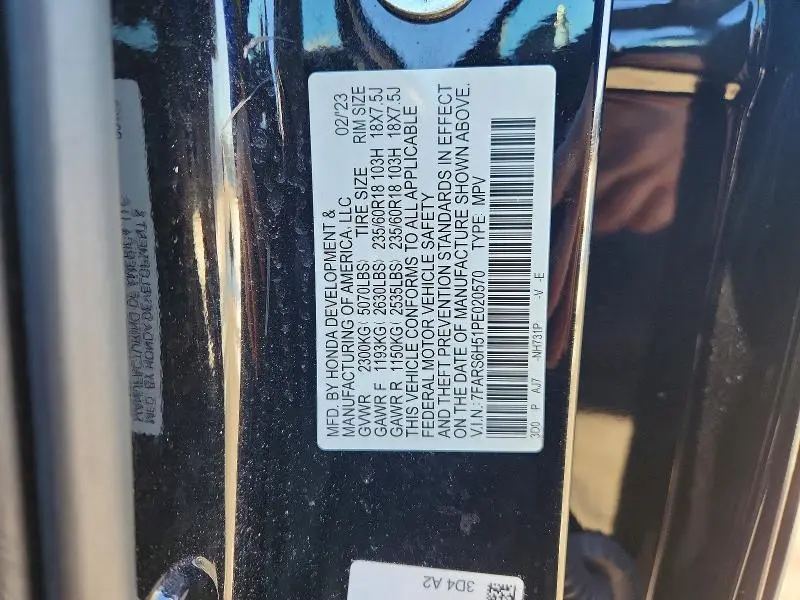 MFD. BY HONDA DEVELOPMENT &
MANUFACTURING OF AMERICA, LLC 02/'23
GVWR 2300KG( 5070LBS) TIRE SIZE RIM SIZE
GAWR F 1193KG( 2630LBS) 235/60R18 103H 18X7.5J
GAWR R 1150KG( 2535LBS) 235/60R18 103H 18X7.5J
THIS VEHICLE CONFORMS TO ALL APPLICABLE
FEDERAL MOTOR VEHICLE SAFETY
AND THEFT PREVENTION STANDARDS IN EFFECT
ON THE DATE OF MANUFACTURE SHOWN ABOVE.
V.I.N.: 7FARS6H51PE020570 TYPE: MPV
3D0 P AJ7 -NH731P -V -E
3D4 A2